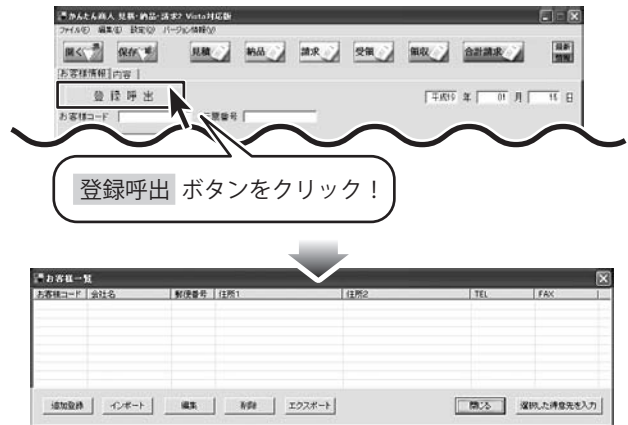 かんたん商人 見積・納品・請求2 Vista対応版
ファイル(F) 編集(E) 設定(O) バージョン情報(V)
開く 保存 見積 納品 請求 受領 領収 合計請求 最新情報
お客様情報 内容
登録呼出
平成 年 01 月 日
お客様コード 票番号
登録呼出 ボタンをクリック！
お客様一覧
お客様コード 会社名 郵便番号 住所1 住所2 TEL FAX
追加登録 インポート 編集 削除 エクスポート 閉じる 選択した得意先を入力